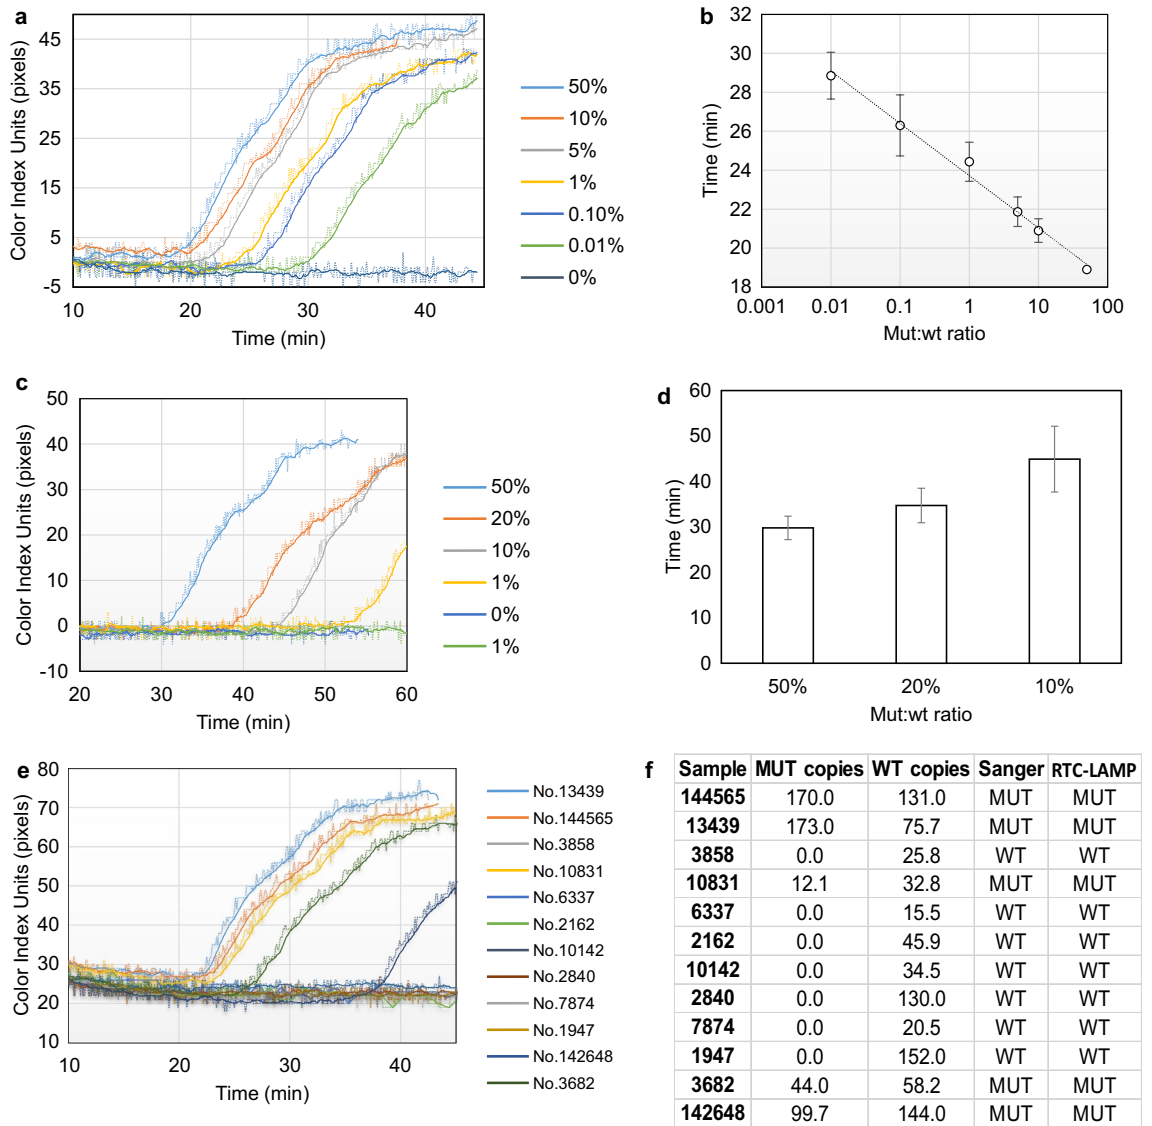 a
Color Index Units (pixels)
45
35
25
15
5
-5
10 20 30 40
Time (min)
50%
10%
5%
1%
0.10%
0.01%
0%
b
Time (min)
32
30
28
26
24
22
20
18
0.001 0.01 0.1 1 10 100
Mut:wt ratio
c
Color Index Units (pixels)
50
40
30
20
10
0
-10
20 30 40 50 60
Time (min)
50%
20%
10%
1%
0%
1%
d
Time (min)
60
50
40
30
20
10
0
50% 20% 10%
Mut:wt ratio
e
Color Index Units (pixels)
80
70
60
50
40
30
20
10
10 20 30 40
Time (min)
No.13439
No.144565
No.3858
No.10831
No.6337
No.2162
No.10142
No.2840
No.7874
No.1947
No.142648
No.3682
f
Sample MUT copies WT copies Sanger RTC-LAMP
144565 170.0 131.0 MUT MUT
13439 173.0 75.7 MUT MUT
3858 0.0 25.8 WT WT
10831 12.1 32.8 MUT MUT
6337 0.0 15.5 WT WT
2162 0.0 45.9 WT WT
10142 0.0 34.5 WT WT
2840 0.0 130.0 WT WT
7874 0.0 20.5 WT WT
1947 0.0 152.0 WT WT
3682 44.0 58.2 MUT MUT
142648 99.7 144.0 MUT MUT